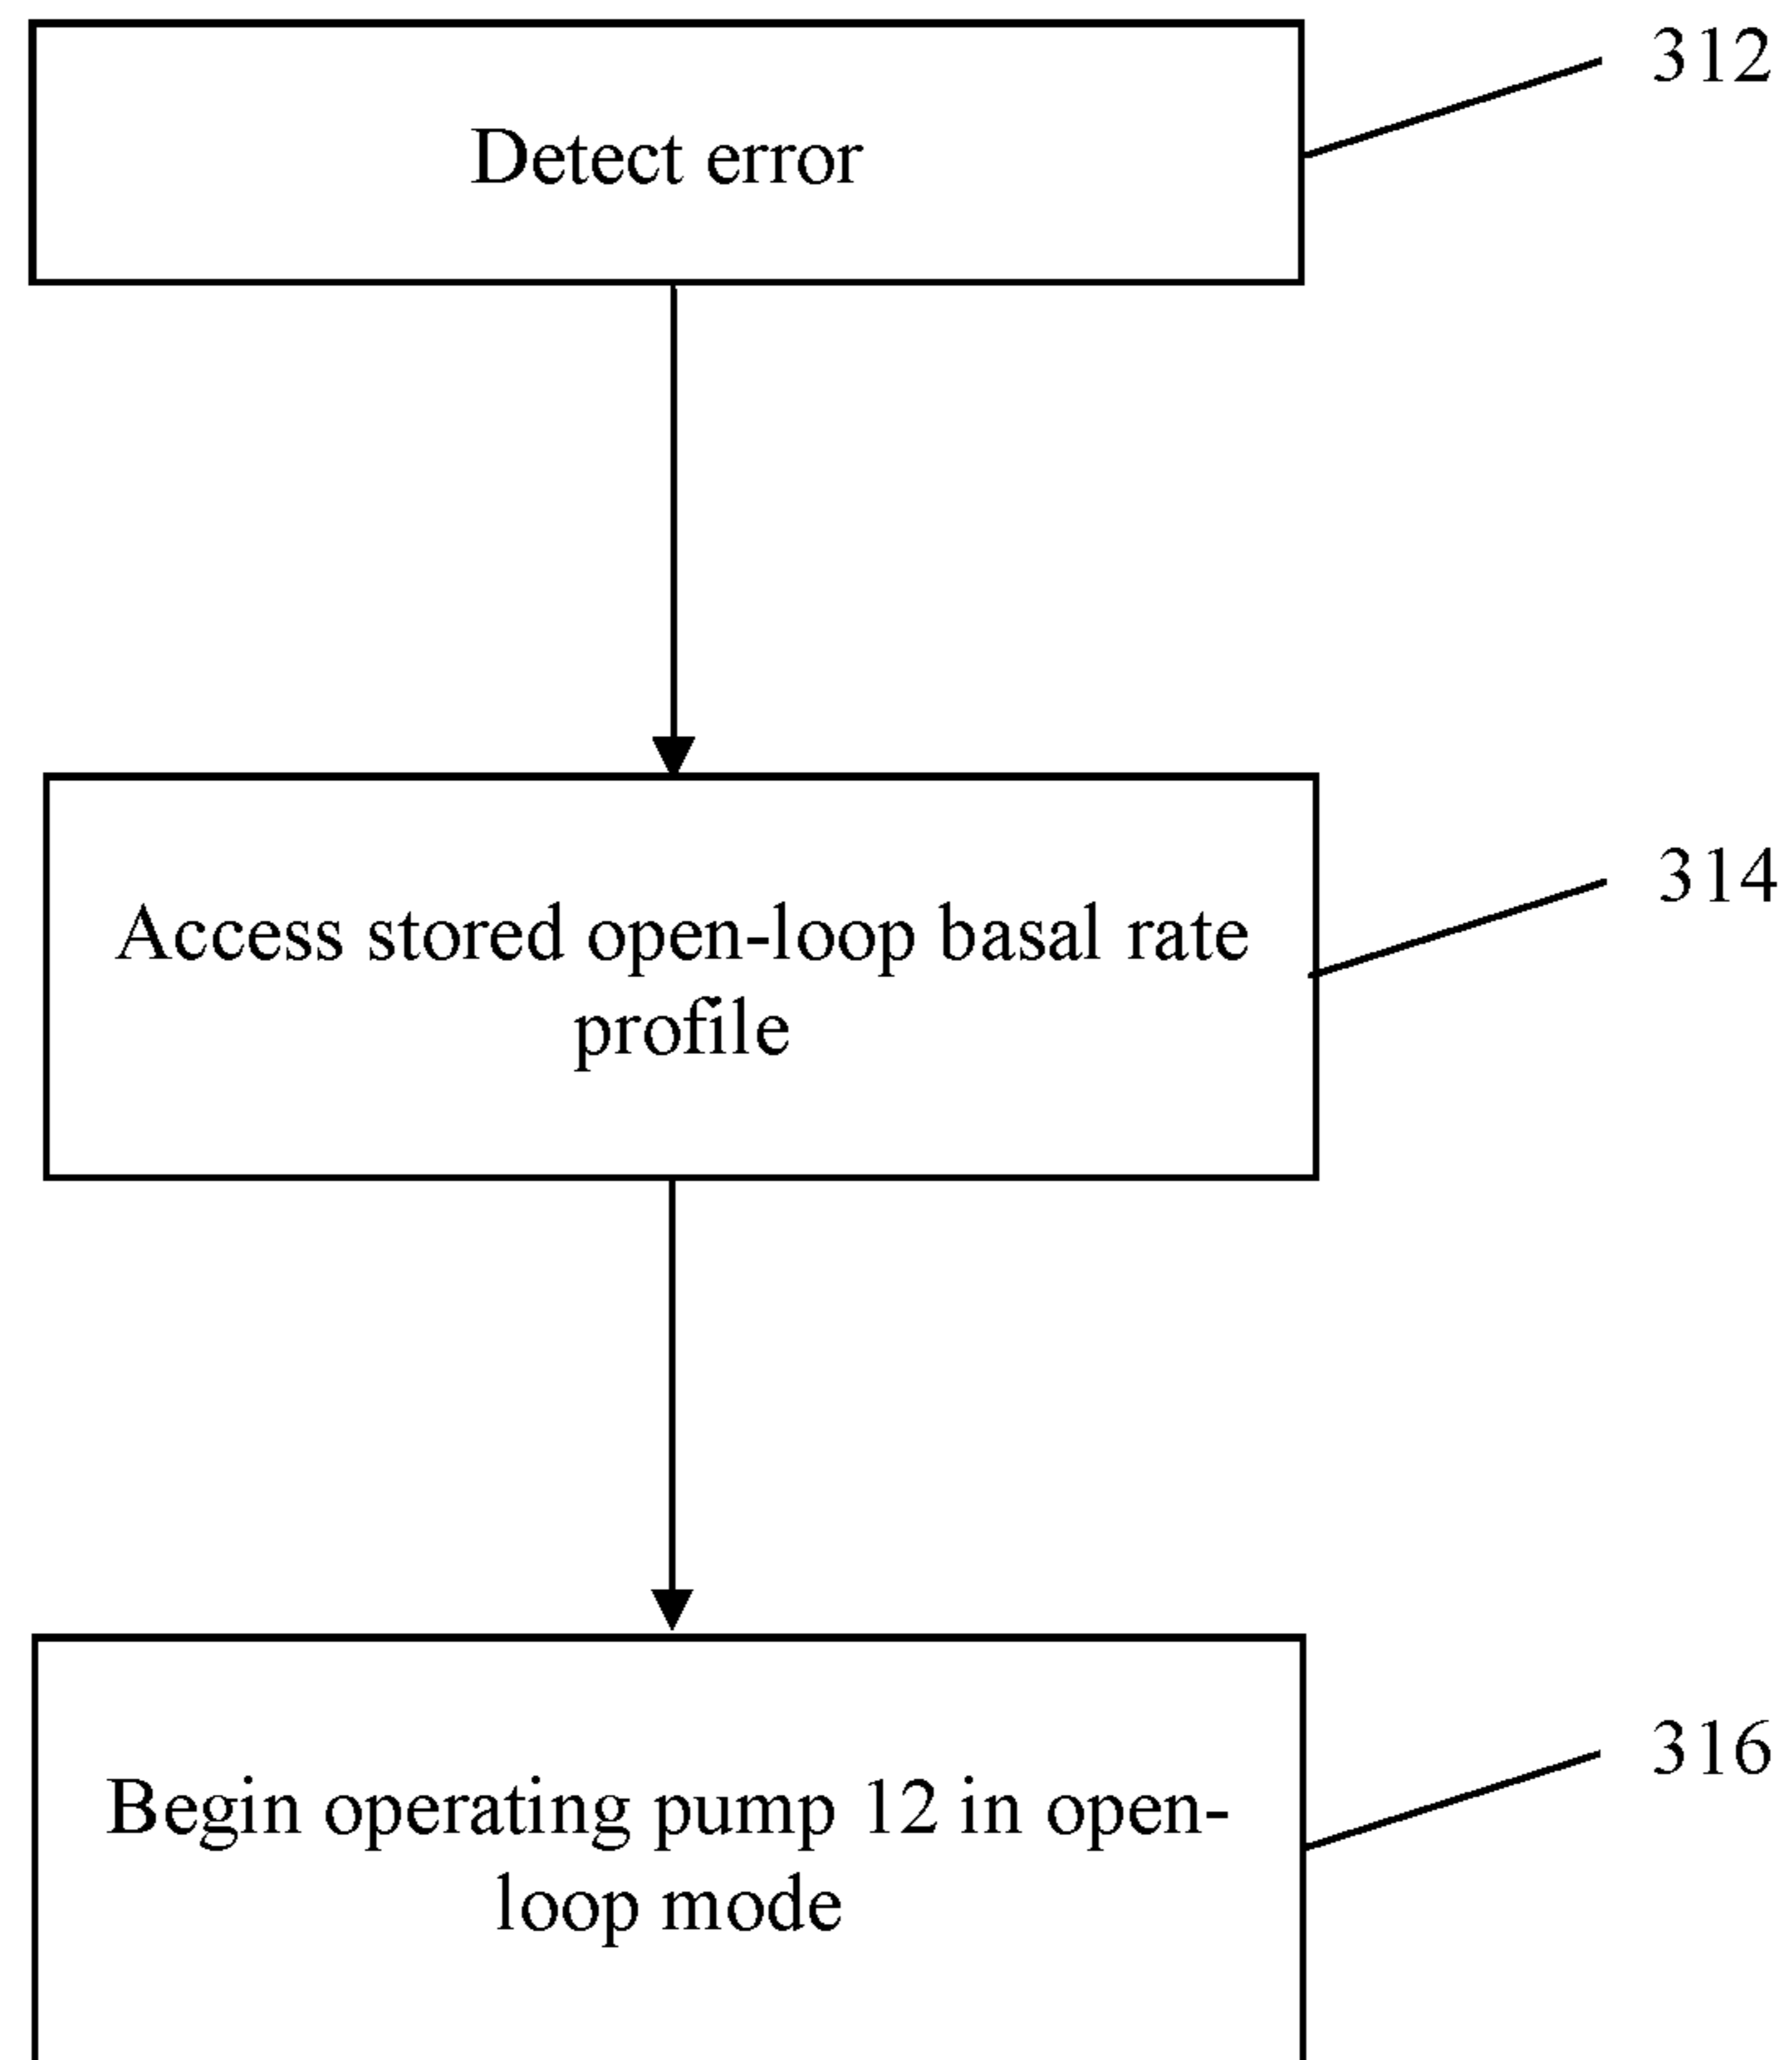 312
Detect error
314
Access stored open-loop basal rate
profile
316
Begin operating pump 12 in open-
loop mode